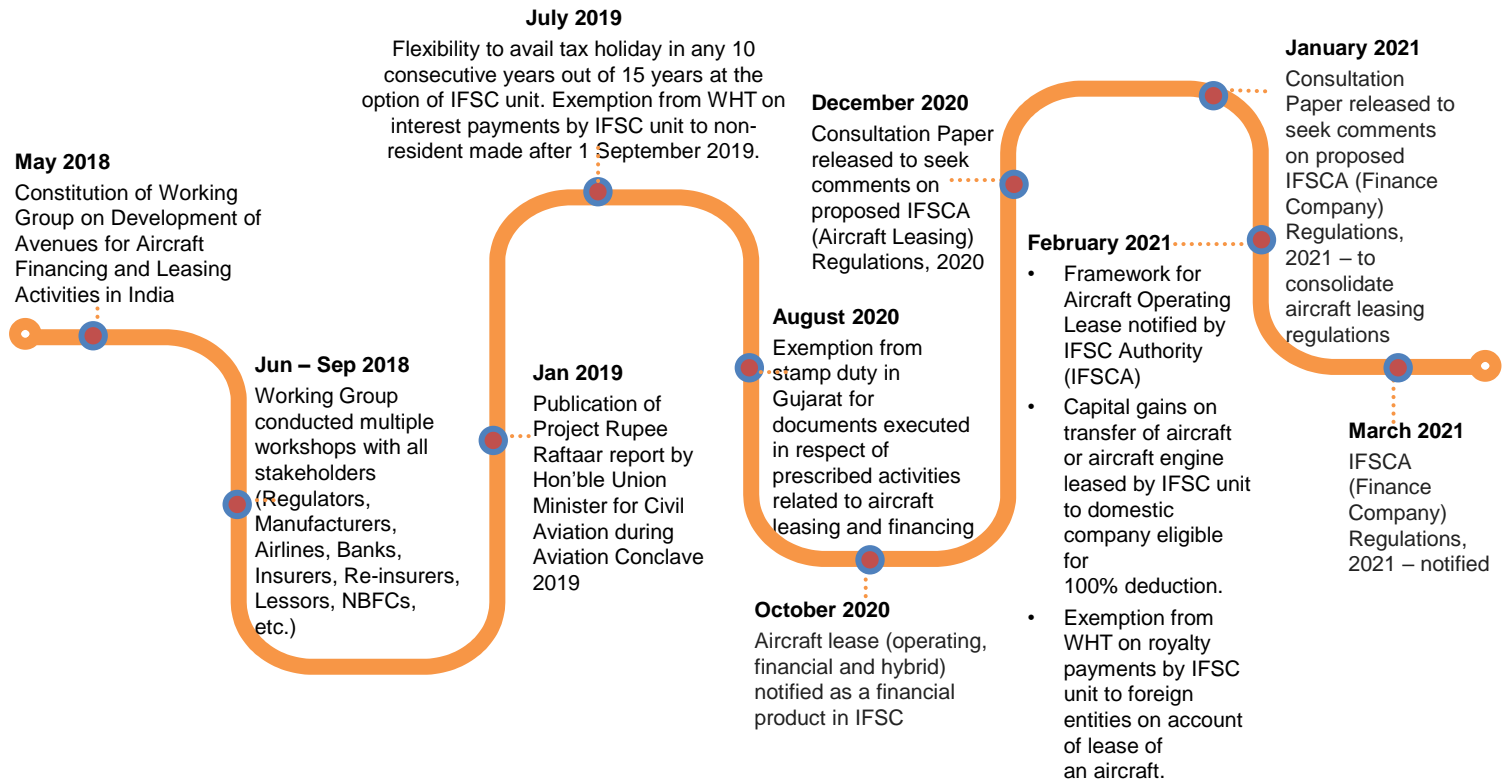 May 2018
Constitution of Working
Group on Development of
Avenues for Aircraft
Financing and Leasing
Activities in India
Jun – Sep 2018
Working Group
conducted multiple
workshops with all
stakeholders
(Regulators,
Manufacturers,
Airlines, Banks,
Insurers, Re-insurers,
Lessors, NBFCs,
etc.)
Jan 2019
Publication of
Project Rupee
Raftaar report by
Hon’ble Union
Minister for Civil
Aviation during
Aviation Conclave
2019
July 2019
Flexibility to avail tax holiday in any 10
consecutive years out of 15 years at the
option of IFSC unit. Exemption from WHT on
interest payments by IFSC unit to non-
resident made after 1 September 2019.
August 2020
Exemption from
stamp duty in
Gujarat for
documents executed
in respect of
prescribed activities
related to aircraft
leasing and financing
October 2020
Aircraft lease (operating,
financial and hybrid)
notified as a financial
product in IFSC
December 2020
Consultation Paper
released to seek
comments on
proposed IFSCA
(Aircraft Leasing)
Regulations, 2020
January 2021
Consultation
Paper released to
seek comments
on proposed
IFSCA (Finance
Company)
Regulations,
2021 – to
consolidate
aircraft leasing
regulations
February 2021
• Framework for
Aircraft Operating
Lease notified by
IFSC Authority
(IFSCA)
• Capital gains on
transfer of aircraft
or aircraft engine
leased by IFSC unit
to domestic
company eligible
for
100% deduction.
• Exemption from
WHT on royalty
payments by IFSC
unit to foreign
entities on account
of lease of
an aircraft.
March 2021
IFSCA
(Finance
Company)
Regulations,
2021 – notified